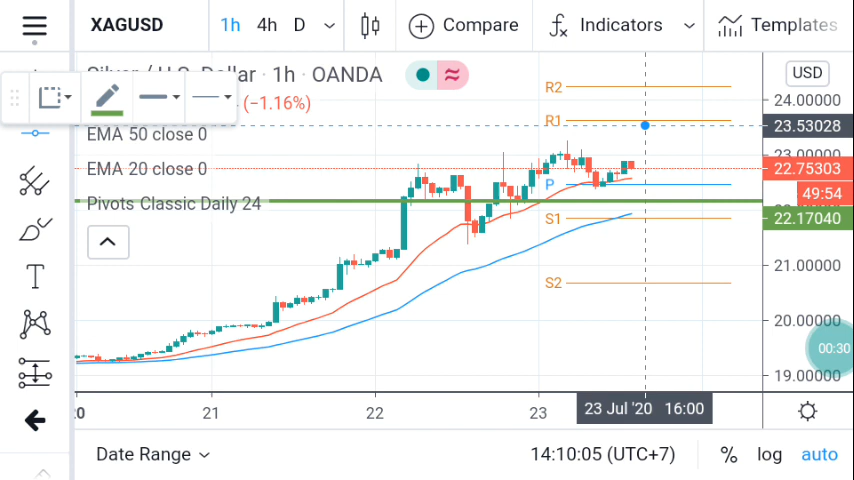 XAGUSD 1h 4h D Compare Indicators Templates
Silver / U.S. Dollar · 1h · OANDA
USD
(−1.16%)
EMA 50 close 0
EMA 20 close 0
Pivots Classic Daily 24
R2
R1
P
S1
S2
24.00000
23.53028
23.00000
22.75303
49:54
22.17040
21.00000
20.00000
19.00000
00:30
20 21 22 23
23 Jul '20 16:00
Date Range 14:10:05 (UTC+7) % log auto